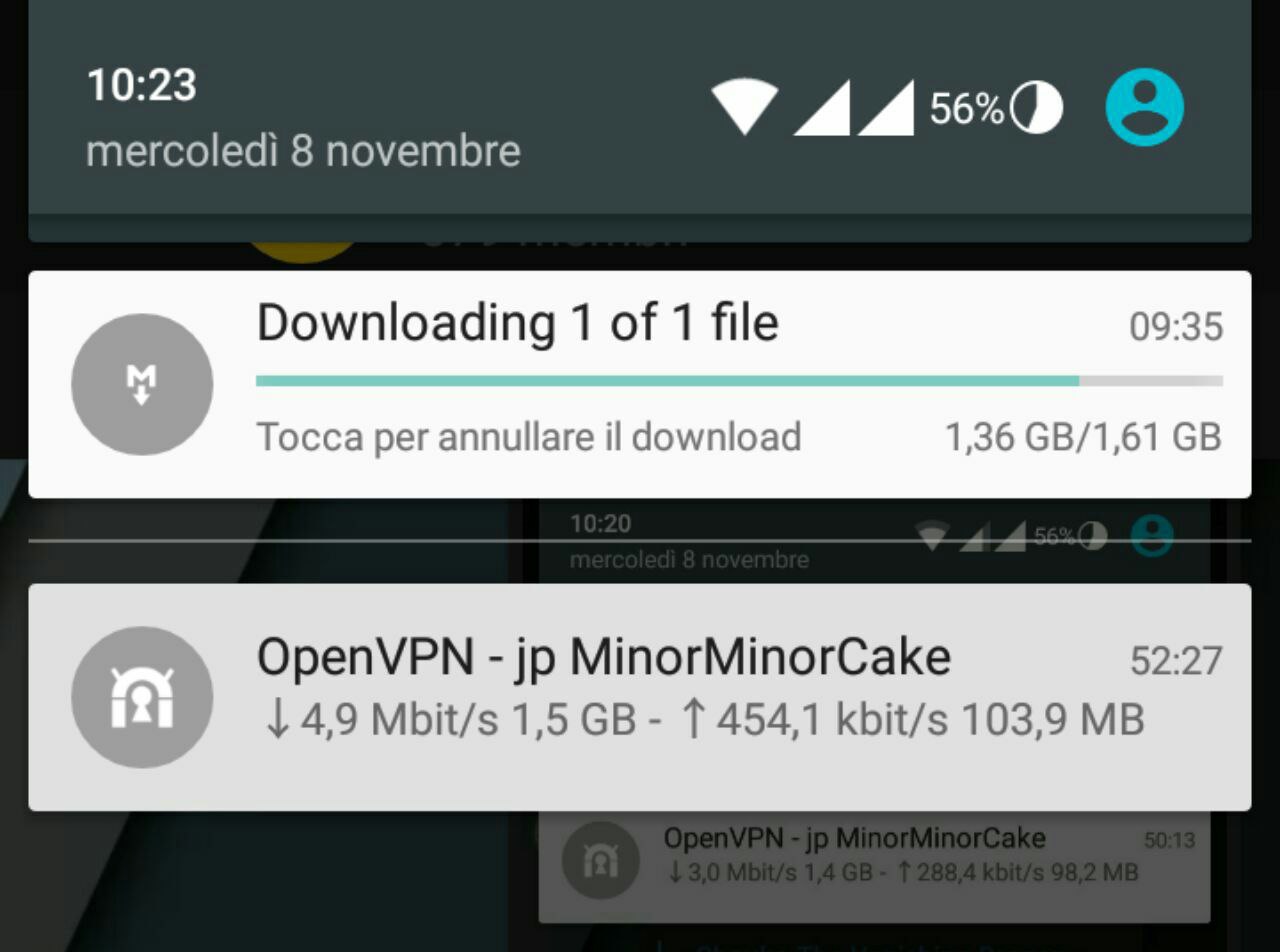 10:23
56%
mercoledì 8 novembre
Downloading 1 of 1 file
09:35
Tocca per annullare il download
1,36 GB/1,61 GB
10:20
56%
mercoledì 8 novembre
OpenVPN - jp MinorMinorCake
52:27
↓ 4,9 Mbit/s 1,5 GB - ↑ 454,1 kbit/s 103,9 MB
OpenVPN - jp MinorMinorCake
50:13
↓ 3,0 Mbit/s 1,4 GB - ↑ 288,4 kbit/s 98,2 MB